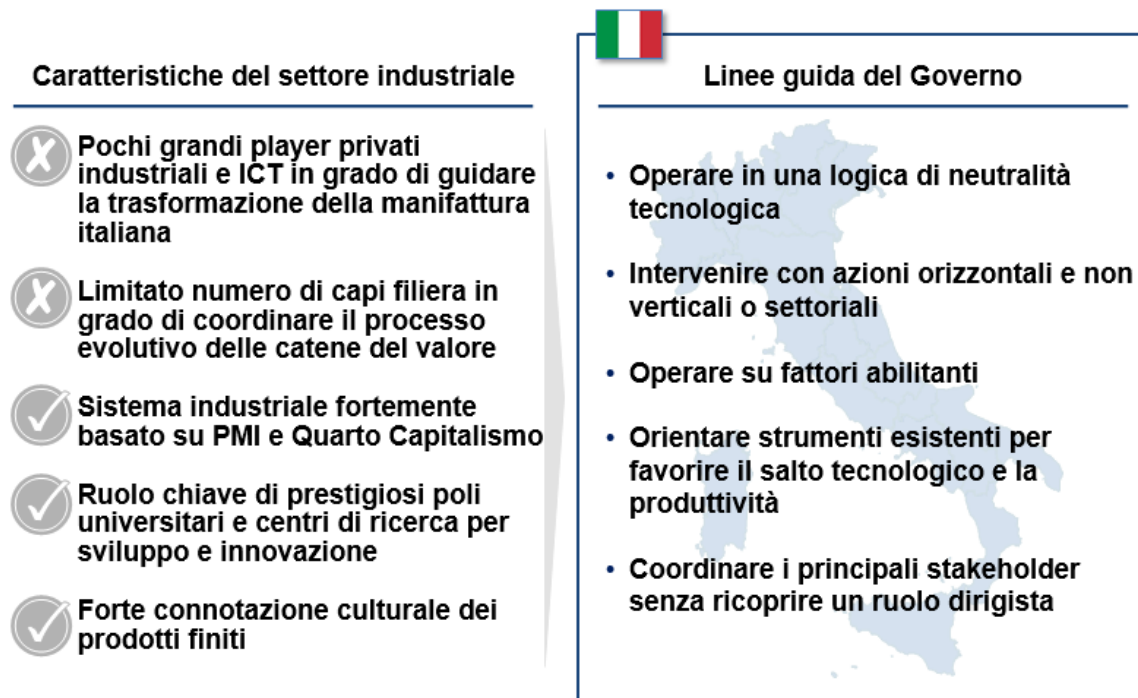 Caratteristiche del settore industriale
Pochi grandi player privati
industriali e ICT in grado di guidare
la trasformazione della manifattura
italiana
Limitato numero di capi filiera in
grado di coordinare il processo
evolutivo delle catene del valore
Sistema industriale fortemente
basato su PMI e Quarto Capitalismo
Ruolo chiave di prestigiosi poli
universitari e centri di ricerca per
sviluppo e innovazione
Forte connotazione culturale dei
prodotti finiti
Linee guida del Governo
• Operare in una logica di neutralità
tecnologica
• Intervenire con azioni orizzontali e non
verticali o settoriali
• Operare su fattori abilitanti
• Orientare strumenti esistenti per
favorire il salto tecnologico e la
produttività
• Coordinare i principali stakeholder
senza ricoprire un ruolo dirigista